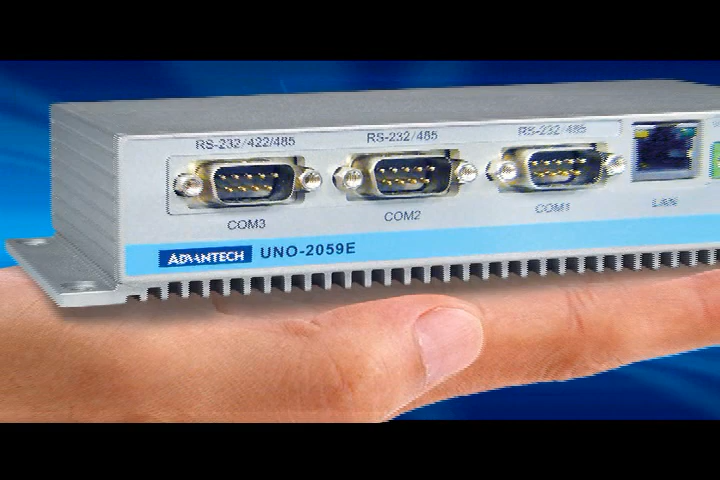 RS-232/422/485
RS-232/485
RS-232/485
COM3
COM2
COM1
LAN
ADVANTECH UNO-2059E